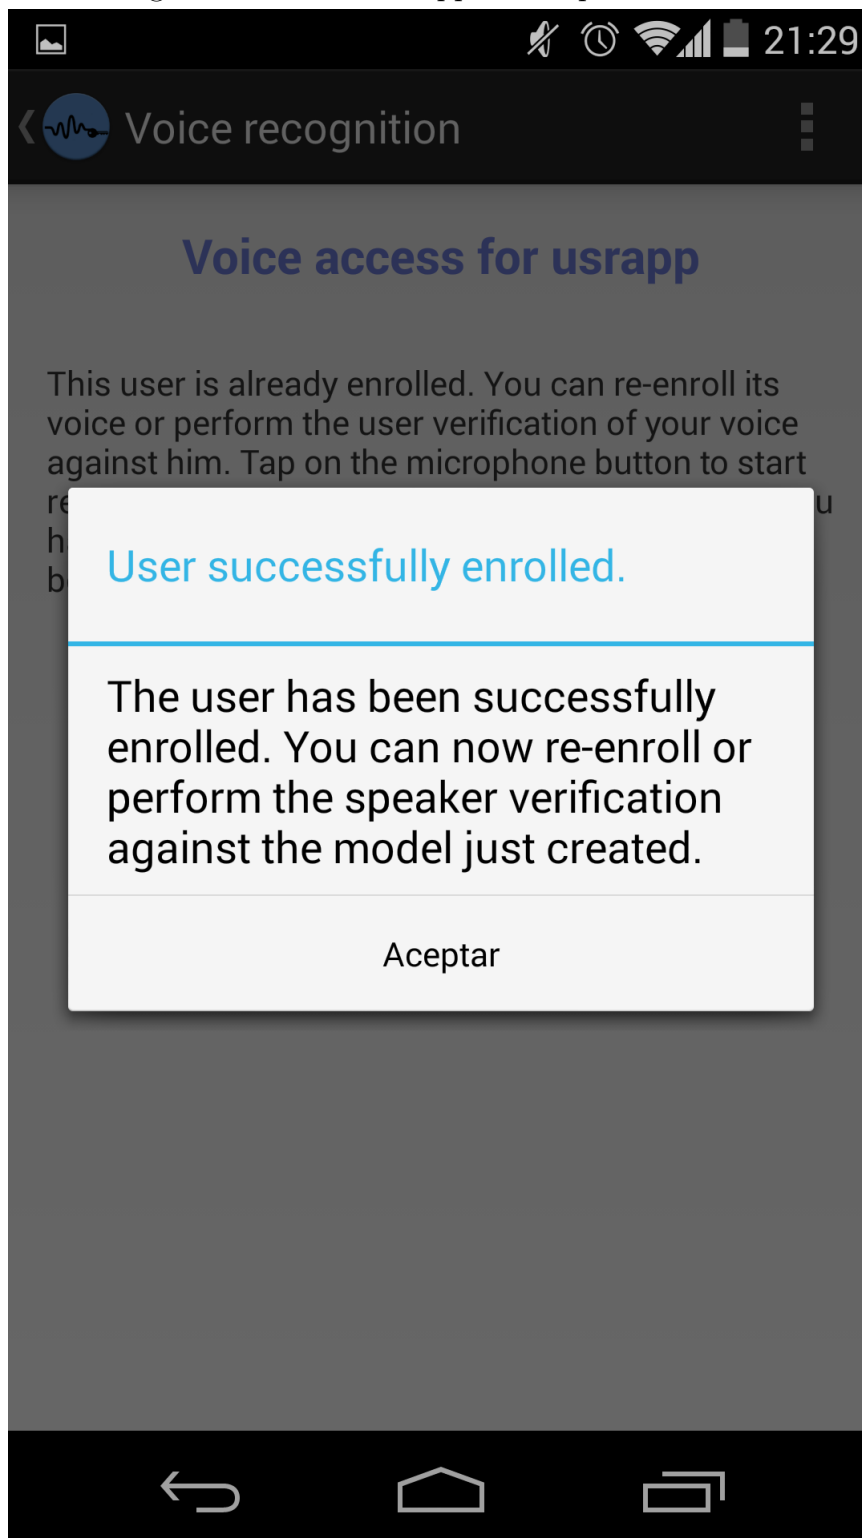 21:29
Voice recognition
Voice access for usrapp
This user is already enrolled. You can re-enroll its
voice or perform the user verification of your voice
against him. Tap on the microphone button to start
User successfully enrolled.
The user has been successfully
enrolled. You can now re-enroll or
perform the speaker verification
against the model just created.
Aceptar